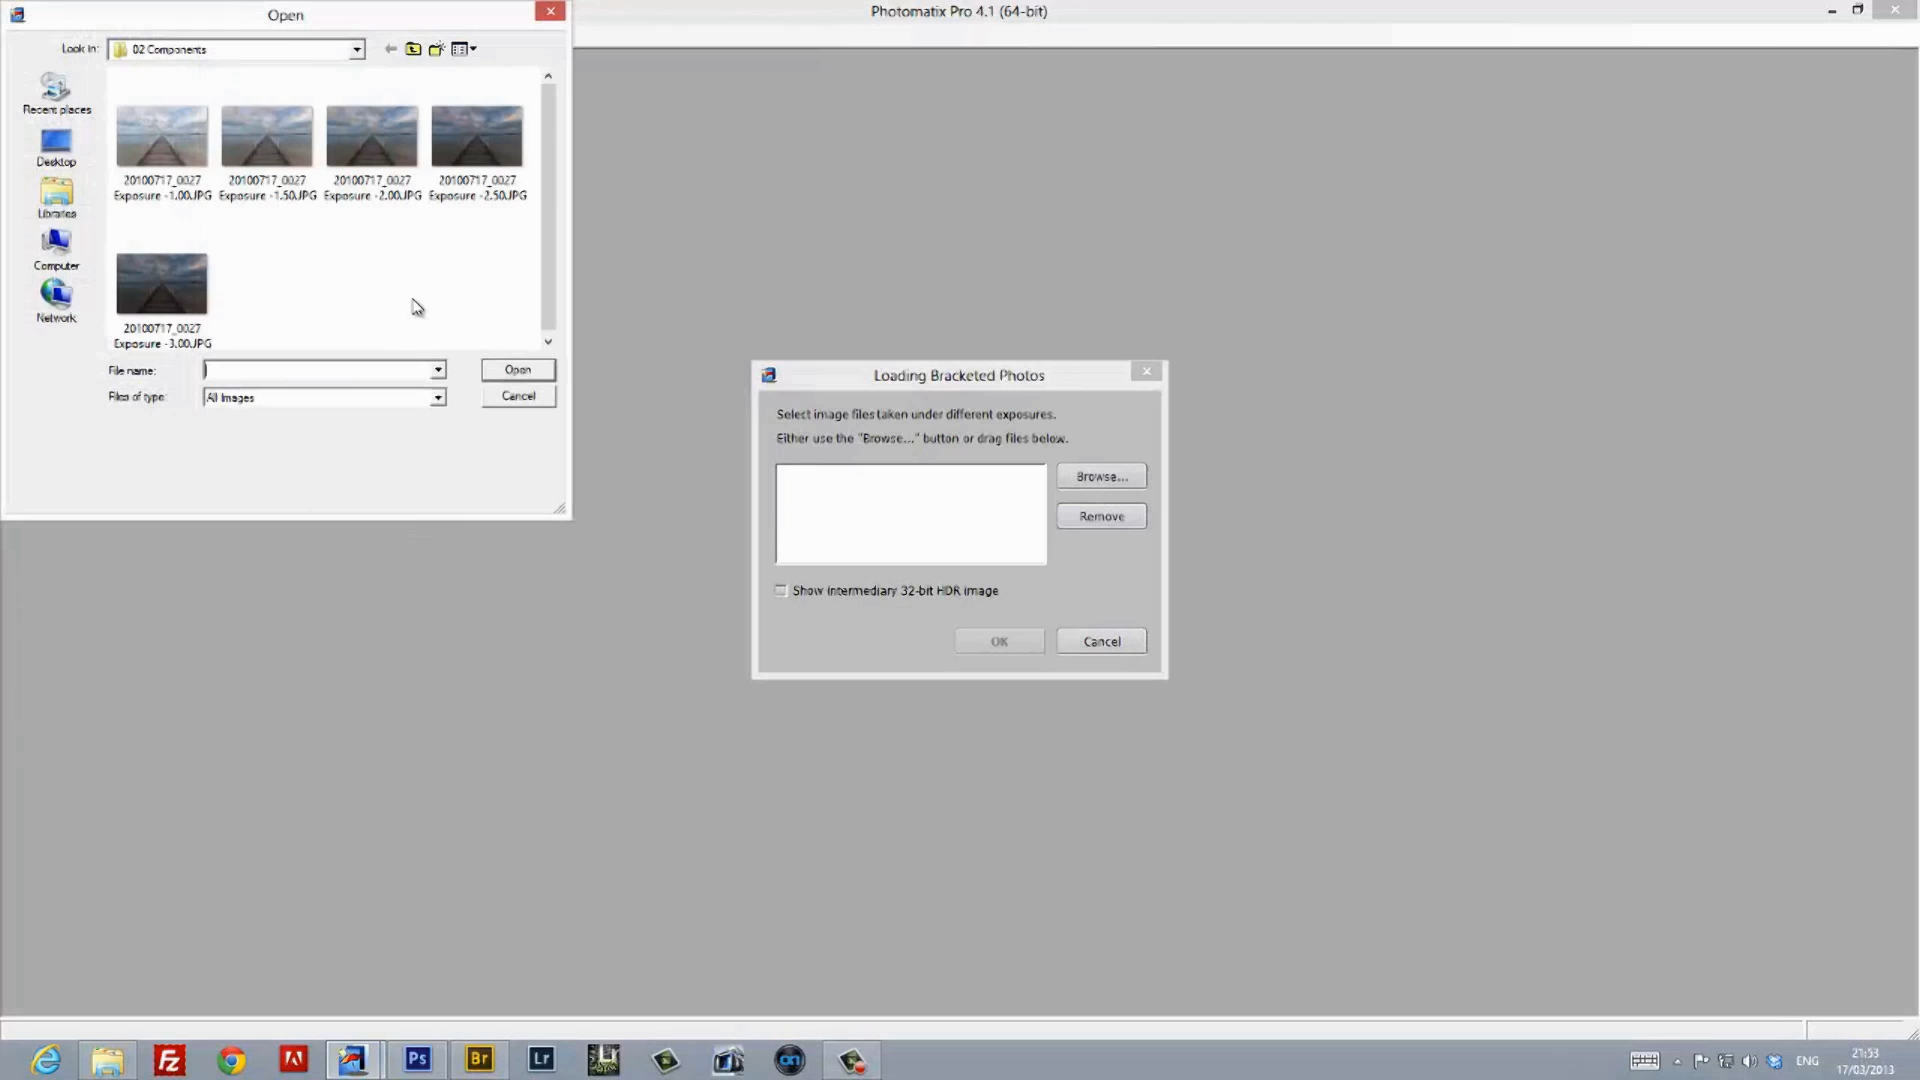 Open
Photomatix Pro 4.1 (64-bit)
Look in:
02 Components
Recent places
Desktop
Libraries
Computer
Network
20100717_0027
Exposure -1.00.JPG
20100717_0027
Exposure -1.50.JPG
20100717_0027
Exposure -2.00.JPG
20100717_0027
Exposure -2.50.JPG
20100717_0027
Exposure -3.00.JPG
File name:
Open
Files of type:
All Images
Cancel
Loading Bracketed Photos
Select image files taken under different exposures.
Either use the "Browse..." button or drag files below.
Browse...
Remove
Show intermediary 32-bit HDR image
OK
Cancel
Fz
Ps
Br
Lr
Lr
on
ENG
21:53
17/03/2013